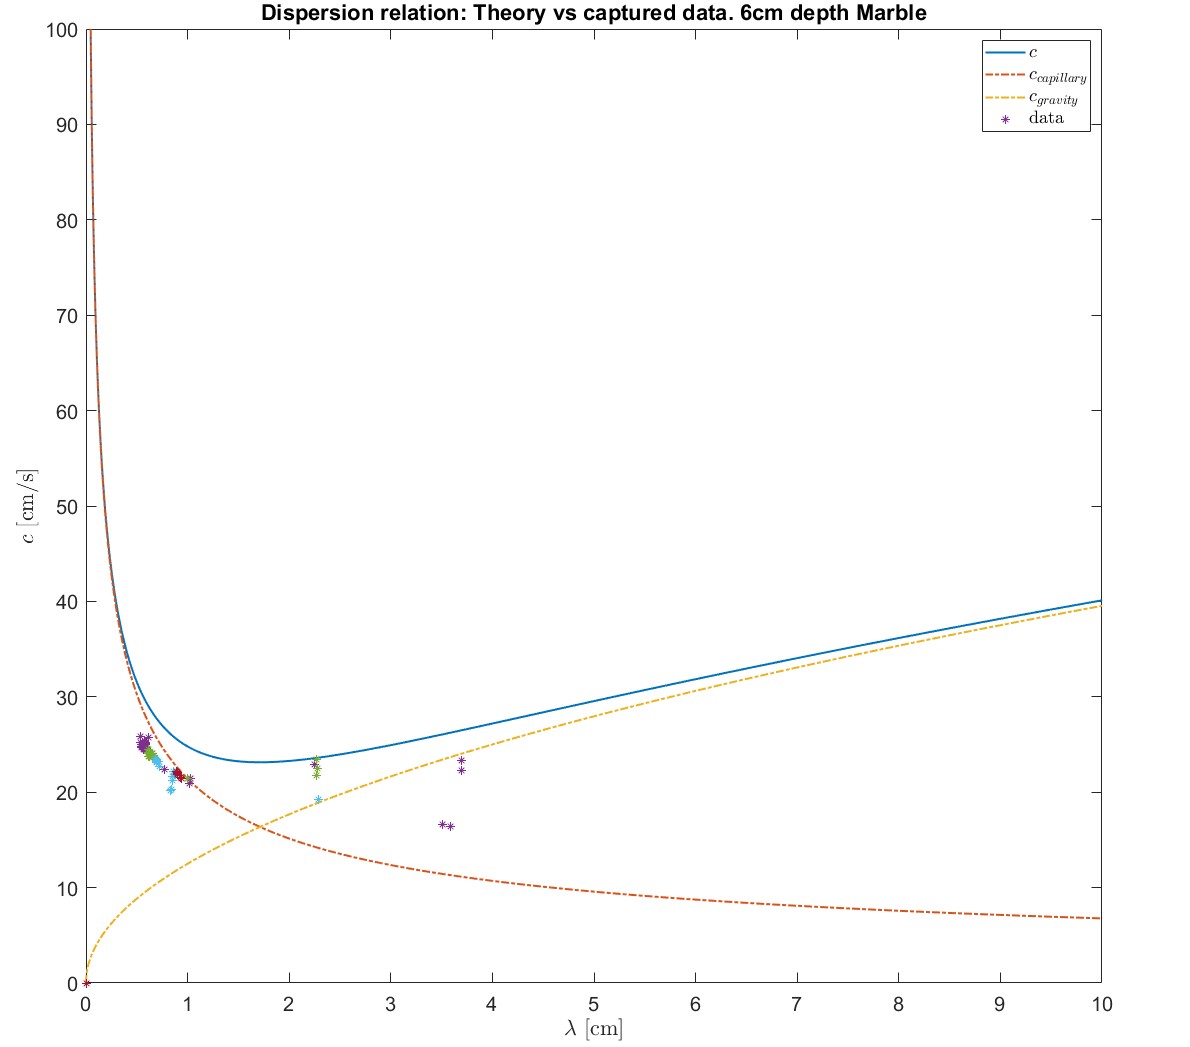 Dispersion relation: Theory vs captured data. 6cm depth Marble
c
c_capillary
c_gravity
data
100
90
80
70
60
50
40
30
20
10
0
c [cm/s]
0 1 2 3 4 5 6 7 8 9 10
λ [cm]